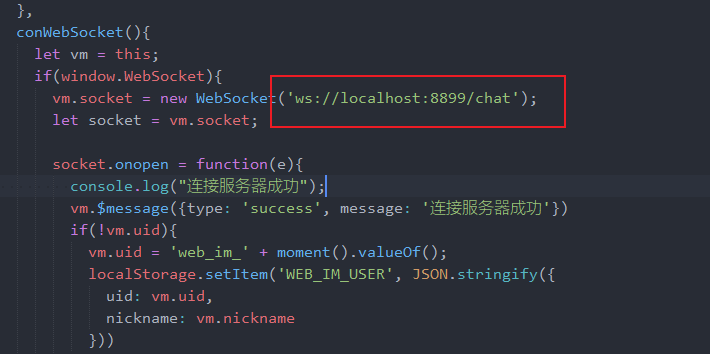 },
conWebSocket(){
let vm = this;
if(window.WebSocket){
vm.socket = new WebSocket('ws://localhost:8899/chat');
let socket = vm.socket;
socket.onopen = function(e){
console.log("连接服务器成功");
vm.$message({type: 'success', message: '连接服务器成功'})
if(!vm.uid){
vm.uid = 'web_im_' + moment().valueOf();
localStorage.setItem('WEB_IM_USER', JSON.stringify({
uid: vm.uid,
nickname: vm.nickname
}))